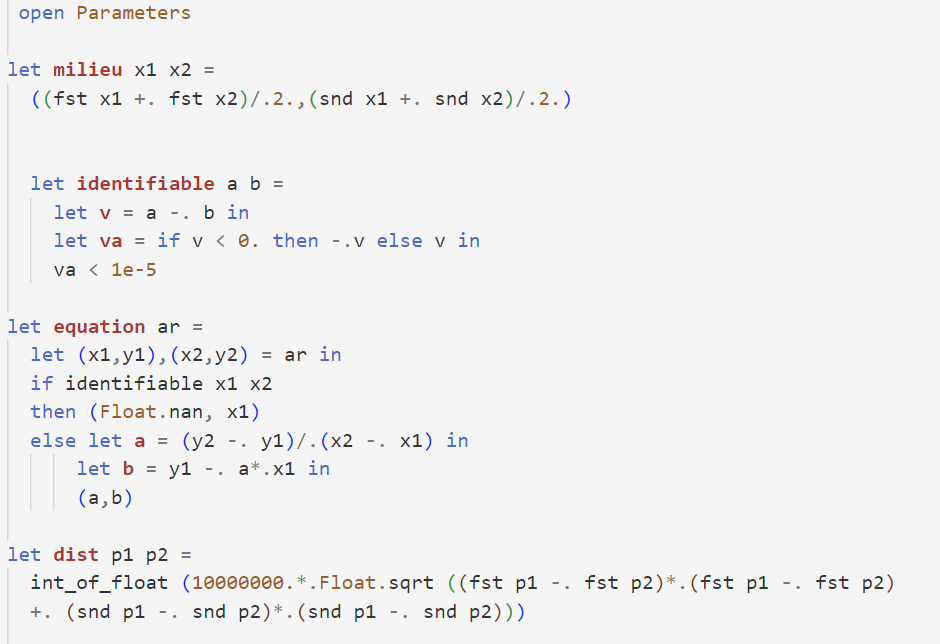 open Parameters
let milieu x1 x2 =
((fst x1 +. fst x2)/.2.,(snd x1 +. snd x2)/.2.)
let identifiable a b =
let v = a -. b in
let va = if v < 0. then -.v else v in
va < 1e-5
let equation ar =
let (x1,y1),(x2,y2) = ar in
if identifiable x1 x2
then (Float.nan, x1)
else let a = (y2 -. y1)/.(x2 -. x1) in
let b = y1 -. a*.x1 in
(a,b)
let dist p1 p2 =
int_of_float (10000000.*.Float.sqrt ((fst p1 -. fst p2)*.(fst p1 -. fst p2)
+. (snd p1 -. snd p2)*.(snd p1 -. snd p2)))